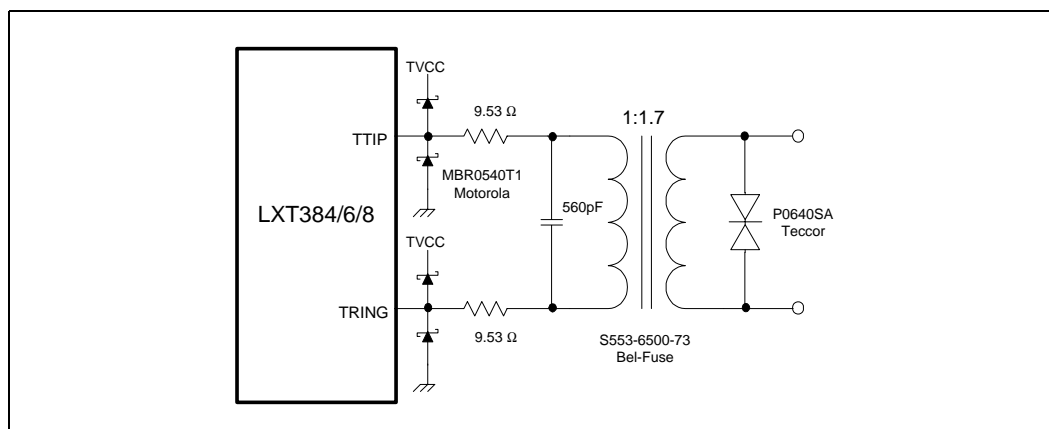 TVCC
9.53 Ω
1:1.7
TTIP
MBR0540T1
Motorola
LXT384/6/8
560pF
P0640SA
Teccor
TVCC
TRING
9.53 Ω
S553-6500-73
Bel-Fuse